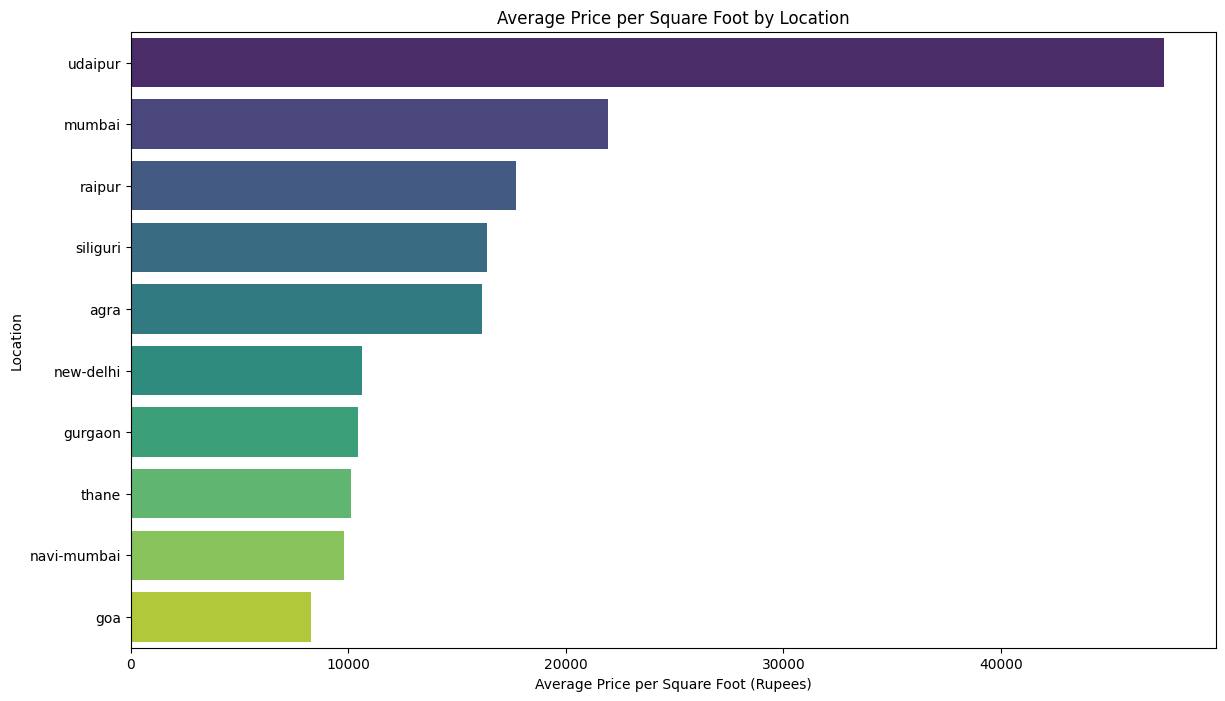 Average Price per Square Foot by Location
Location
udaipur
mumbai
raipur
siliguri
agra
new-delhi
gurgaon
thane
navi-mumbai
goa
0 10000 20000 30000 40000
Average Price per Square Foot (Rupees)